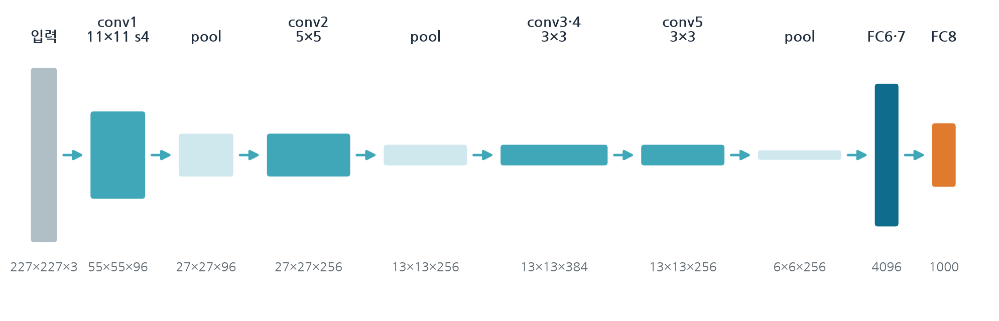 입력
conv1
11×11 s4
pool
conv2
5×5
pool
conv3·4
3×3
conv5
3×3
pool
FC6·7
FC8
227×227×3
55×55×96
27×27×96
27×27×256
13×13×256
13×13×384
13×13×256
6×6×256
4096
1000